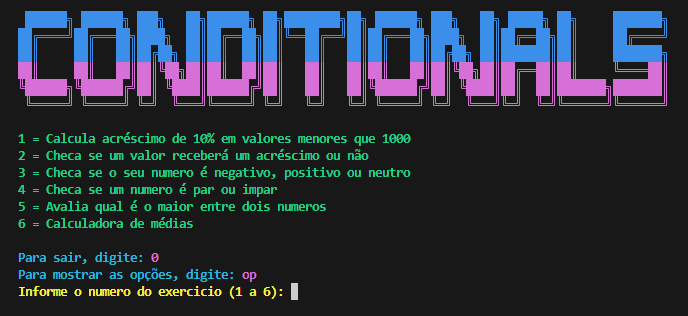 CONDITIONALS
1 = Calcula acréscimo de 10% em valores menores que 1000
2 = Checa se um valor receberá um acréscimo ou não
3 = Checa se o seu numero é negativo, positivo ou neutro
4 = Checa se um numero é par ou impar
5 = Avalia qual é o maior entre dois numeros
6 = Calculadora de médias
Para sair, digite: 0
Para mostrar as opções, digite: op
Informe o numero do exercicio (1 a 6):